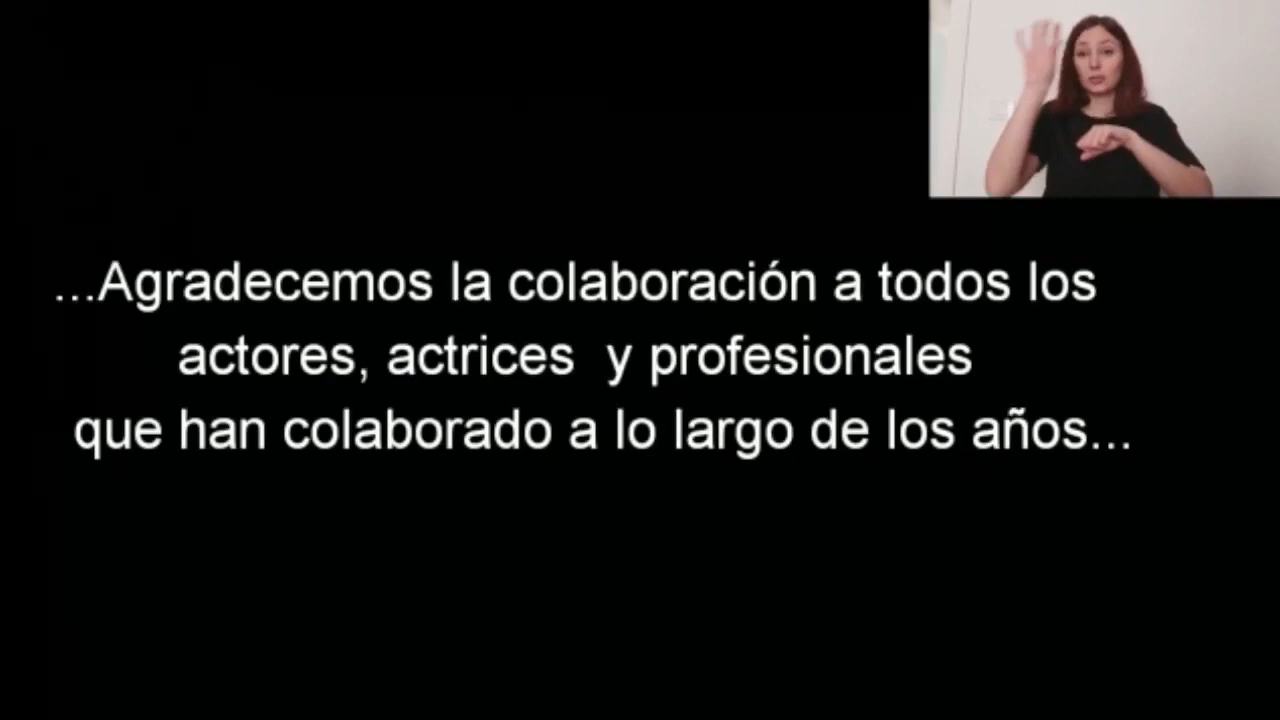 ...Agradecemos la colaboración a todos los
actores, actrices y profesionales
que han colaborado a lo largo de los años...